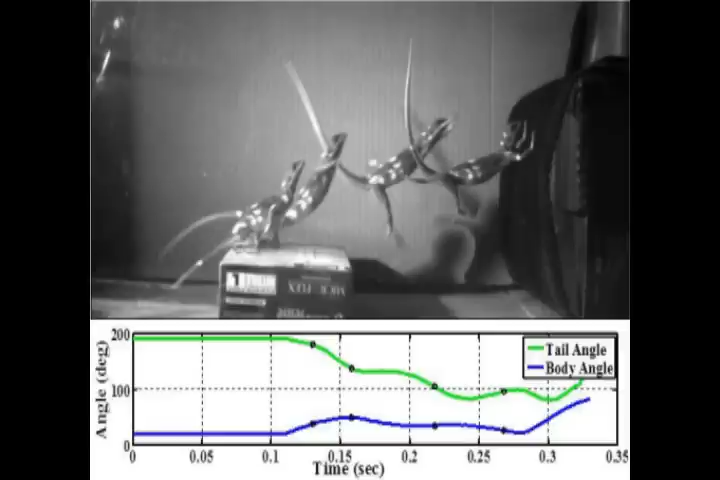 200
100
0
Angle (deg)
Tail Angle
Body Angle
0
0.05
0.1
0.15
0.2
0.25
0.3
0.35
Time (sec)